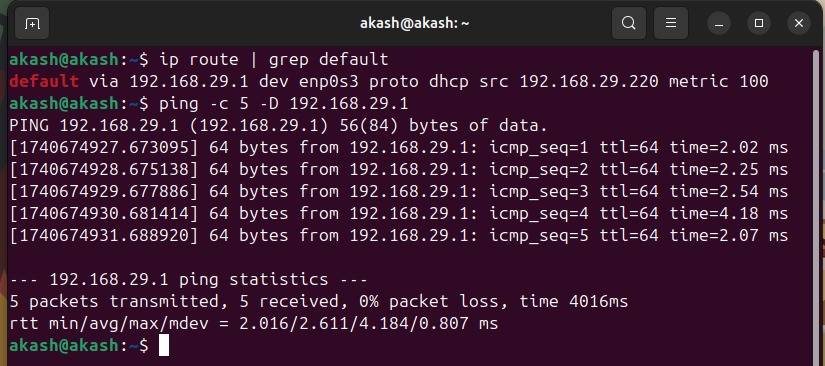 akash@akash: ~
akash@akash:~$ ip route | grep default
default via 192.168.29.1 dev enp0s3 proto dhcp src 192.168.29.220 metric 100
akash@akash:~$ ping -c 5 -D 192.168.29.1
PING 192.168.29.1 (192.168.29.1) 56(84) bytes of data.
[1740674927.673095] 64 bytes from 192.168.29.1: icmp_seq=1 ttl=64 time=2.02 ms
[1740674928.675138] 64 bytes from 192.168.29.1: icmp_seq=2 ttl=64 time=2.25 ms
[1740674929.677886] 64 bytes from 192.168.29.1: icmp_seq=3 ttl=64 time=2.54 ms
[1740674930.681414] 64 bytes from 192.168.29.1: icmp_seq=4 ttl=64 time=4.18 ms
[1740674931.688920] 64 bytes from 192.168.29.1: icmp_seq=5 ttl=64 time=2.07 ms
--- 192.168.29.1 ping statistics ---
5 packets transmitted, 5 received, 0% packet loss, time 4016ms
rtt min/avg/max/mdev = 2.016/2.611/4.184/0.807 ms
akash@akash:~$